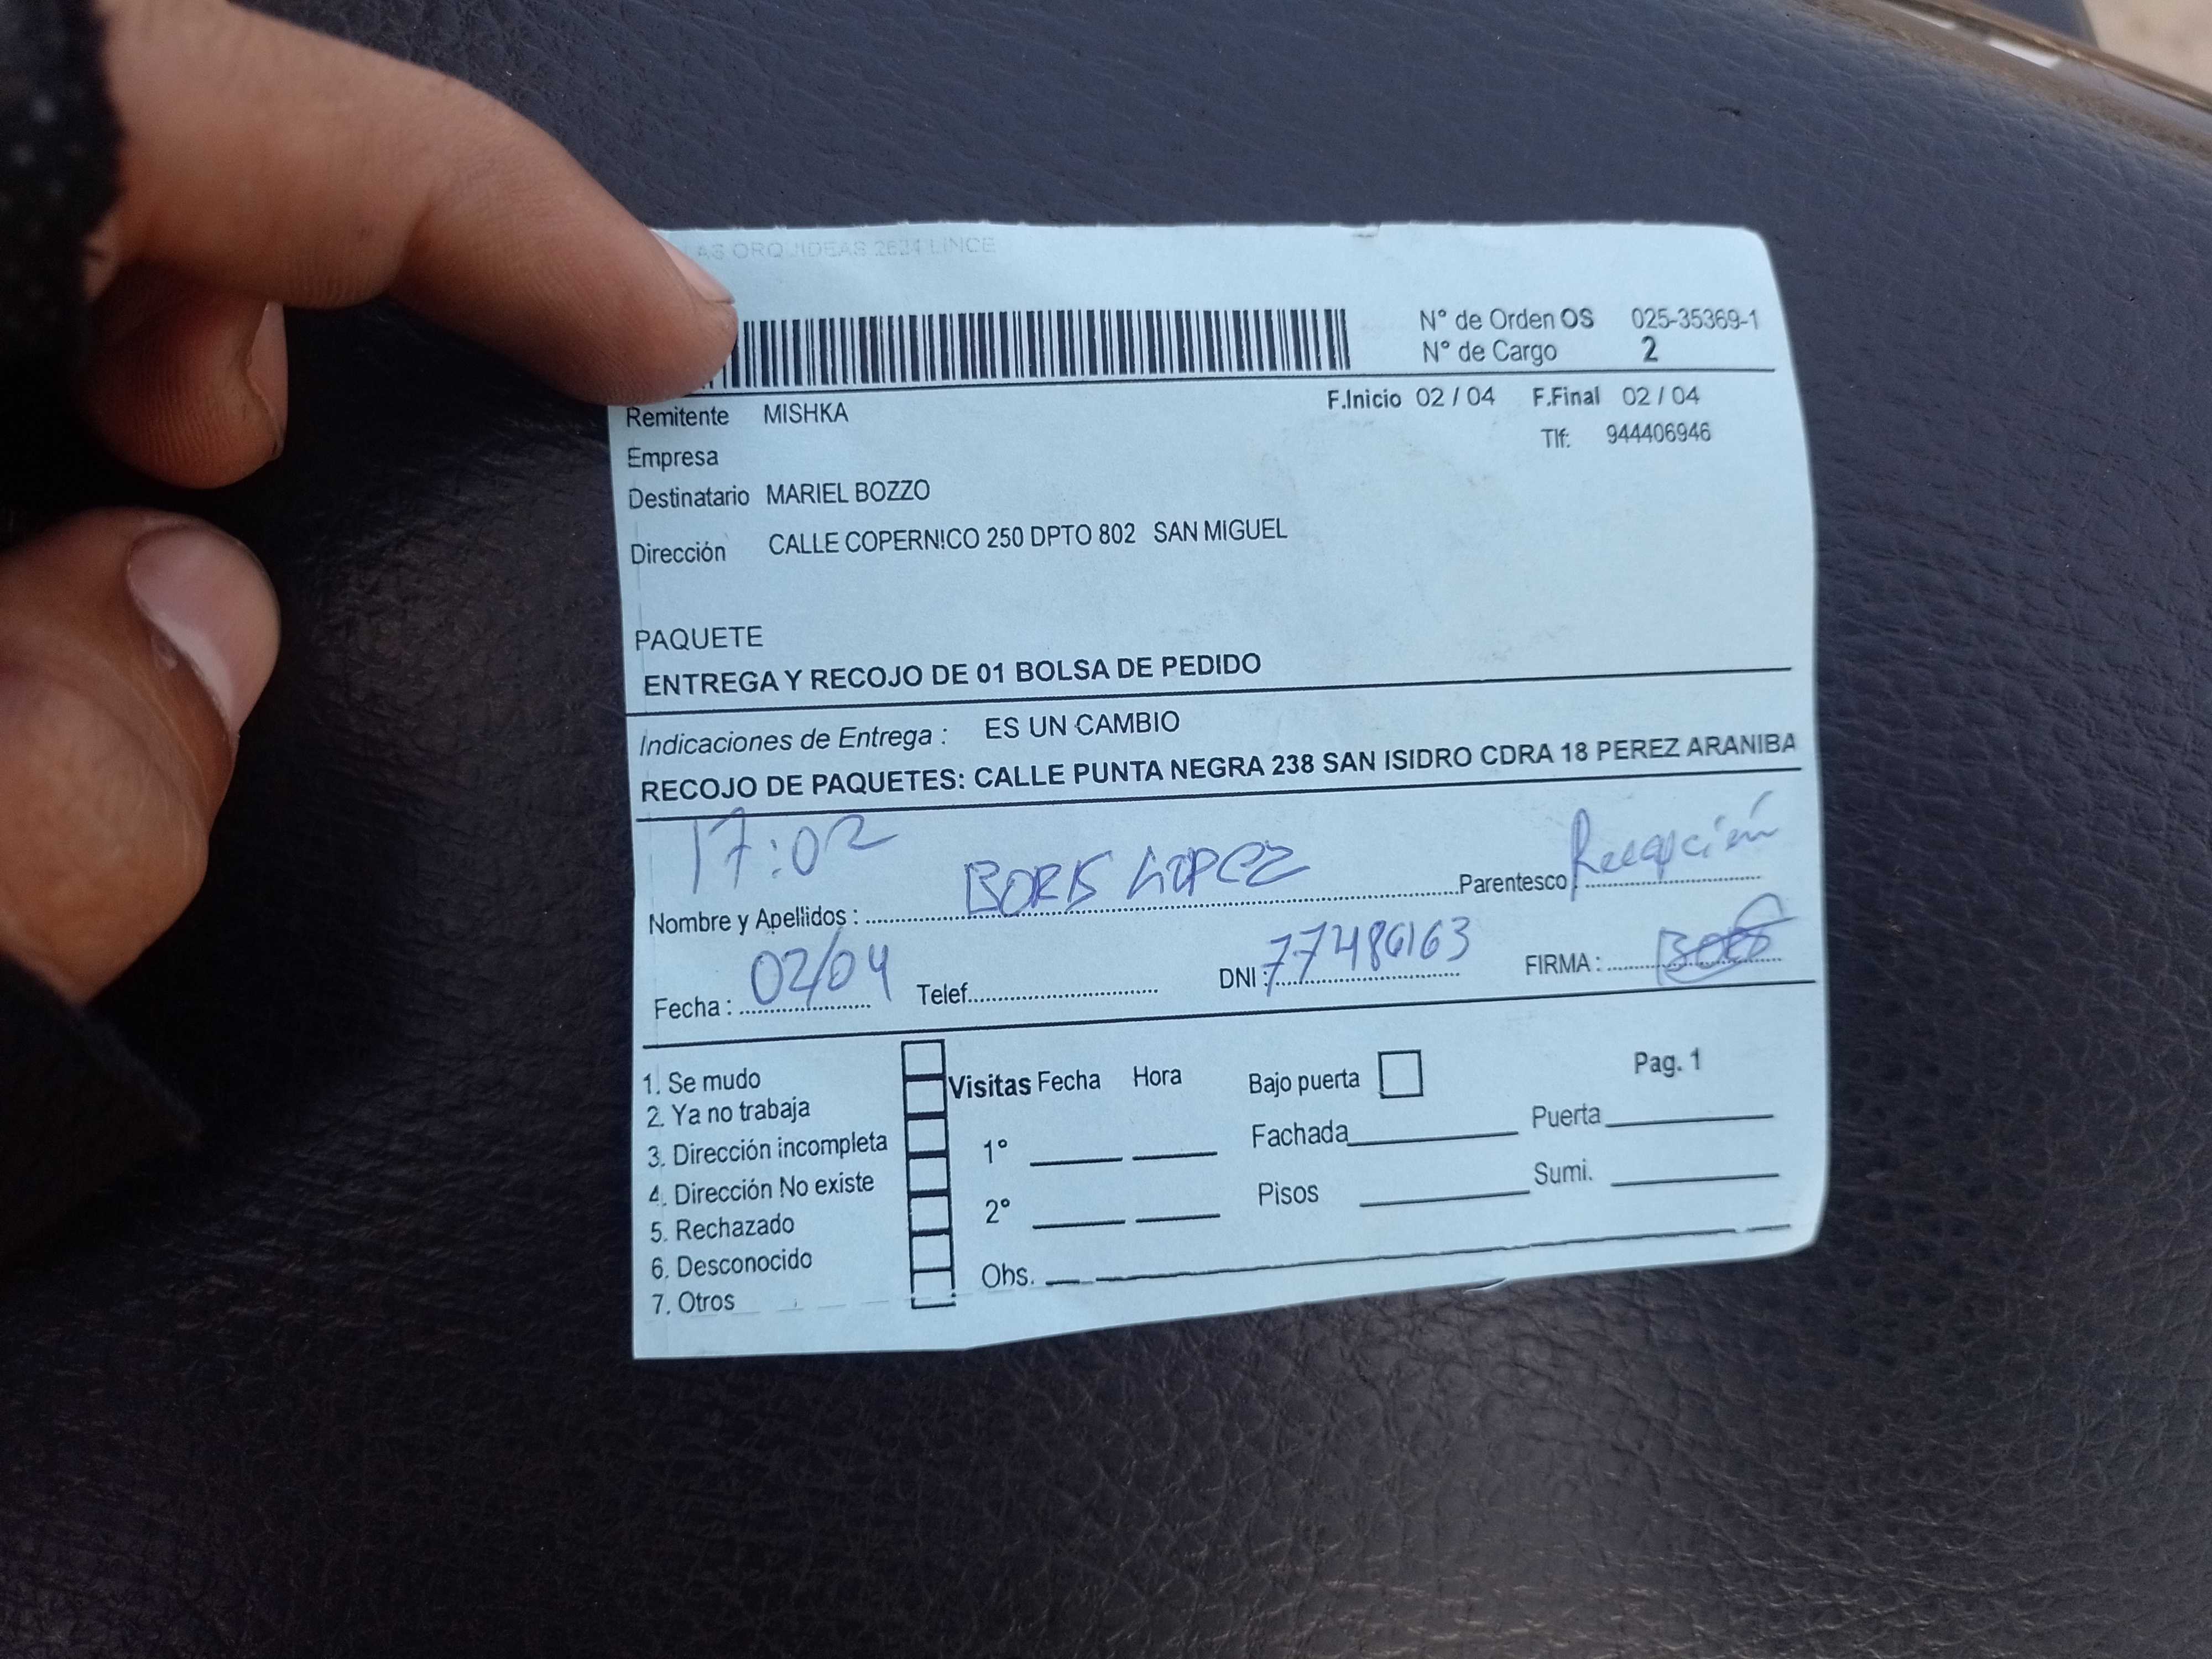 LAS ORQUIDEAS 2624 LINCE
N° de Orden OS 025-35369-1
N° de Cargo 2
Remitente MISHKA F.Inicio 02 / 04 F.Final 02 / 04
Empresa Tlf: 944406946
Destinatario MARIEL BOZZO
Dirección CALLE COPERNICO 250 DPTO 802 SAN MIGUEL
PAQUETE
ENTREGA Y RECOJO DE 01 BOLSA DE PEDIDO
Indicaciones de Entrega : ES UN CAMBIO
RECOJO DE PAQUETES: CALLE PUNTA NEGRA 238 SAN ISIDRO CDRA 18 PEREZ ARANIBA
17:02
Nombre y Apellidos : BORIS LOPEZ Parentesco : Recepción
Fecha : 02/04 Telef. DNI : 77486163 FIRMA :
1. Se mudo
2. Ya no trabaja
3. Dirección incompleta
4. Dirección No existe
5. Rechazado
6. Desconocido
7. Otros
Visitas Fecha Hora
1°
2°
Obs.
Bajo puerta
Pag. 1
Fachada Puerta
Pisos Sumi.